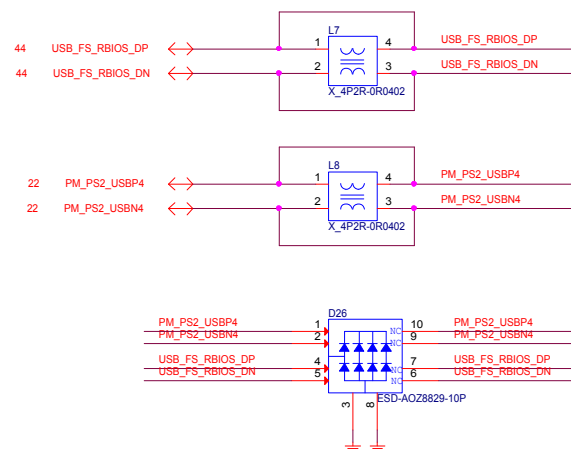 L7
44 USB_FS_RBIOS_DP 1 4 USB_FS_RBIOS_DP
44 USB_FS_RBIOS_DN 2 3 USB_FS_RBIOS_DN
X_4P2R-0R0402
L8
22 PM_PS2_USBP4 1 4 PM_PS2_USBP4
22 PM_PS2_USBN4 2 3 PM_PS2_USBN4
X_4P2R-0R0402
D26
PM_PS2_USBP4 1 NC 10 PM_PS2_USBP4
PM_PS2_USBN4 2 NC 9 PM_PS2_USBN4
USB_FS_RBIOS_DP 4 NC 7 USB_FS_RBIOS_DP
USB_FS_RBIOS_DN 5 NC 6 USB_FS_RBIOS_DN
ESD-AOZ8829-10P
3 8